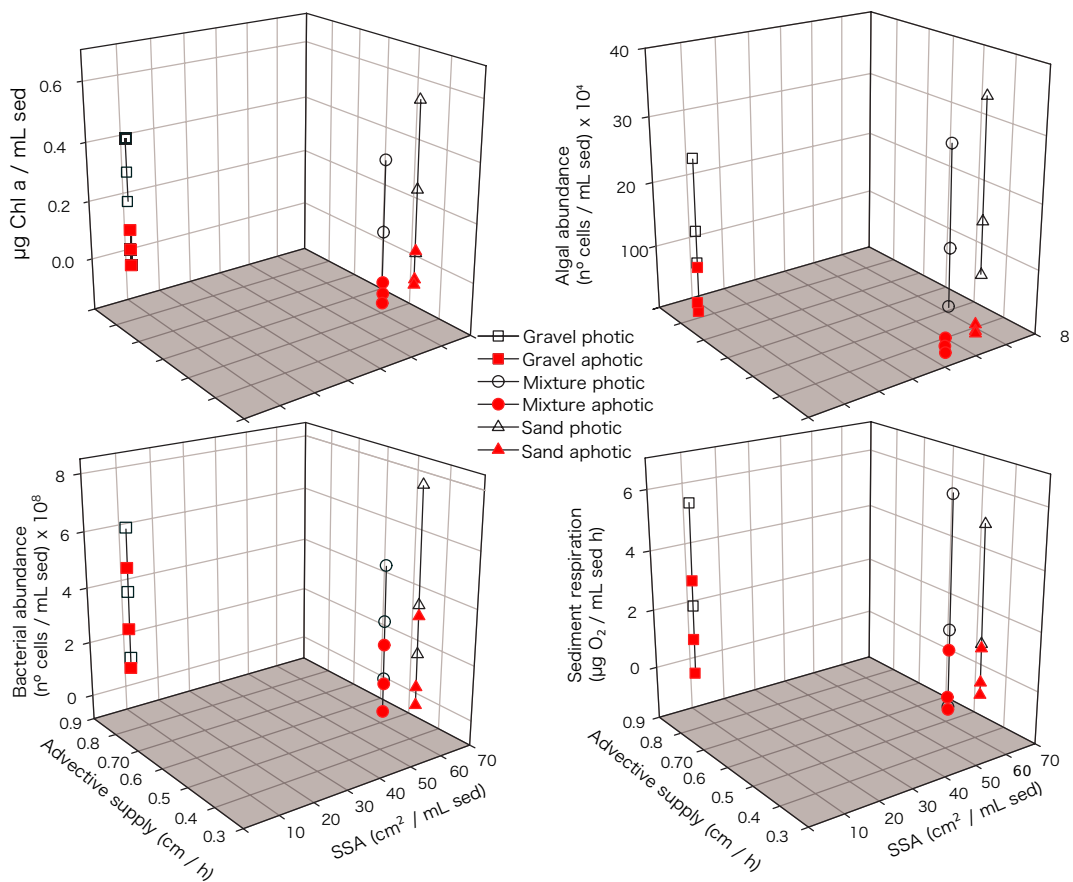 µg Chl a / mL sed
0.6
0.4
0.2
0.0
Algal abundance
(nº cells / mL sed) x 10⁴
40
30
20
100
8
Gravel photic
Gravel aphotic
Mixture photic
Mixture aphotic
Sand photic
Sand aphotic
Bacterial abundance
(nº cells / mL sed) x 10⁸
8
6
4
2
0
0.9
0.8
0.70
0.6
0.5
0.4
0.3
Advective supply (cm / h)
10
20
30
40
50
60
70
SSA (cm² / mL sed)
Sediment respiration
(µg O₂ / mL sed h)
6
4
2
0
0.9
0.8
0.70
0.6
0.5
0.4
0.3
Advective supply (cm / h)
10
20
30
40
50
60
70
SSA (cm² / mL sed)